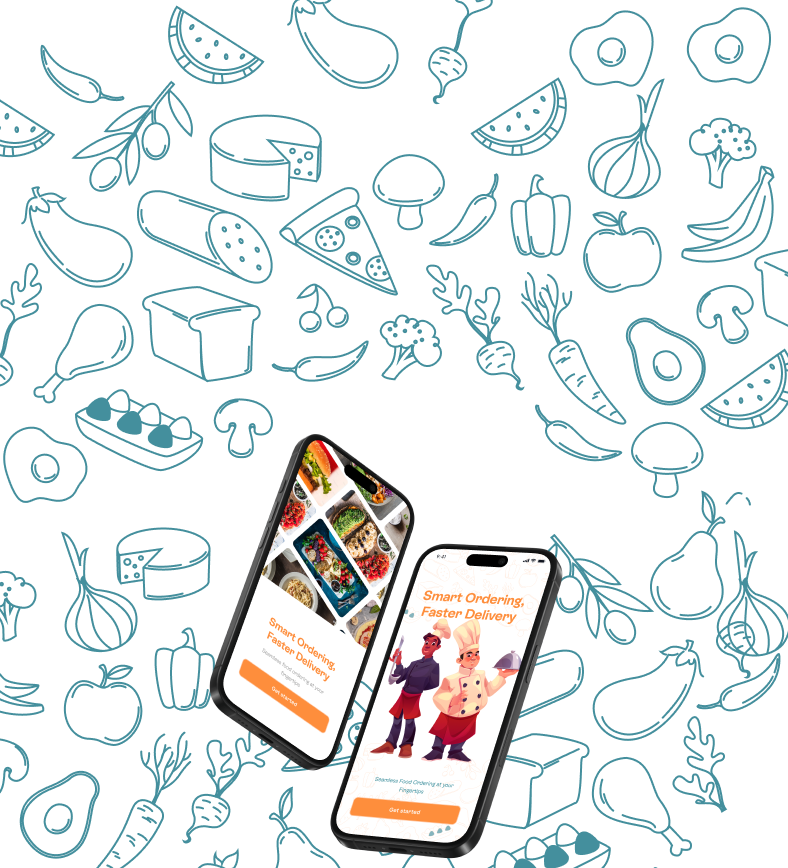 Smart Ordering,
Faster Delivery
Seamless food ordering at your
fingertips
Get started
9:41
Smart Ordering,
Faster Delivery
Seamless Food Ordering at your
Fingertips
Get started